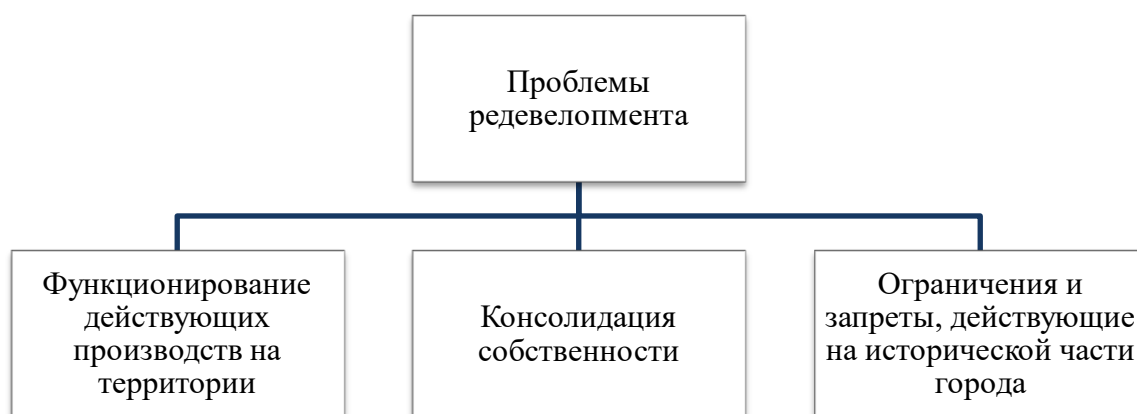 Проблемы
редевелопмента
Функционирование
действующих
производств на
территории
Консолидация
собственности
Ограничения и
запреты, действующие
на исторической части
города